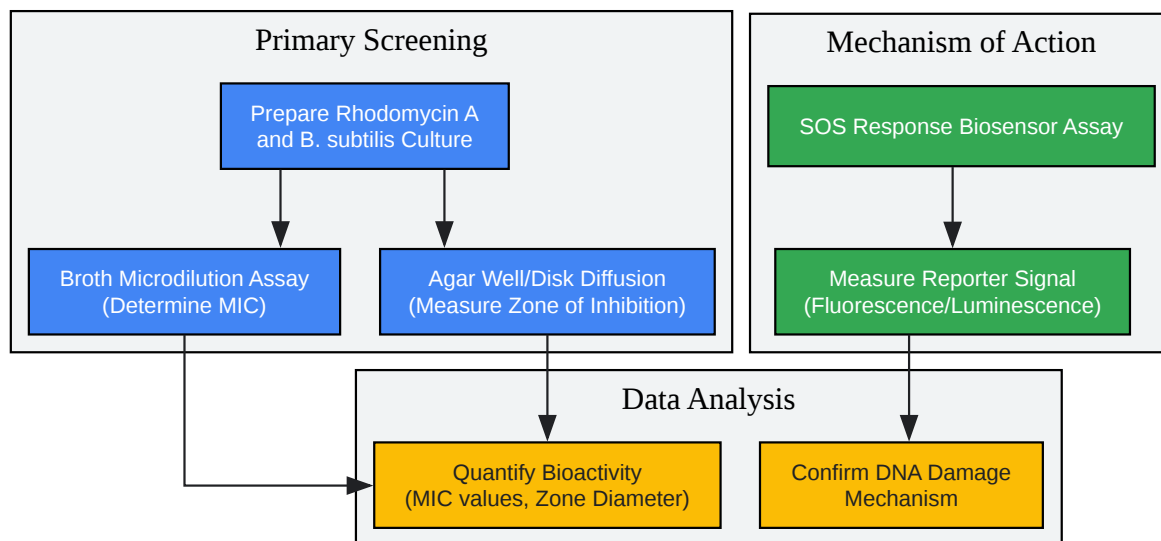 Primary Screening
Prepare Rhodomycin A
and B. subtilis Culture
Broth Microdilution Assay
(Determine MIC)
Agar Well/Disk Diffusion
(Measure Zone of Inhibition)
Mechanism of Action
SOS Response Biosensor Assay
Measure Reporter Signal
(Fluorescence/Luminescence)
Data Analysis
Quantify Bioactivity
(MIC values, Zone Diameter)
Confirm DNA Damage
Mechanism